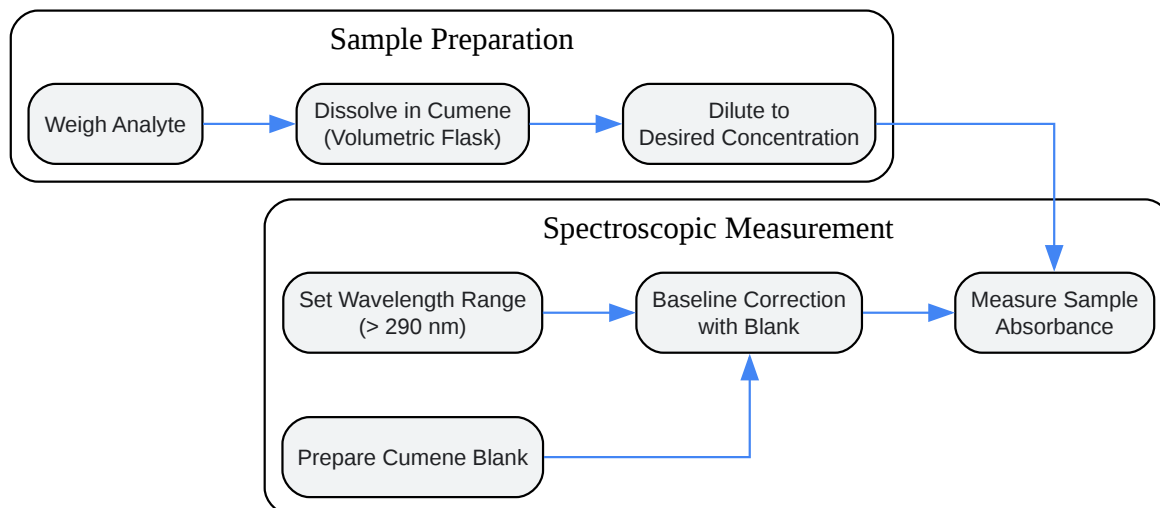 Sample Preparation
Weigh Analyte
Dissolve in Cumene
(Volumetric Flask)
Dilute to
Desired Concentration
Spectroscopic Measurement
Set Wavelength Range
(> 290 nm)
Baseline Correction
with Blank
Measure Sample
Absorbance
Prepare Cumene Blank